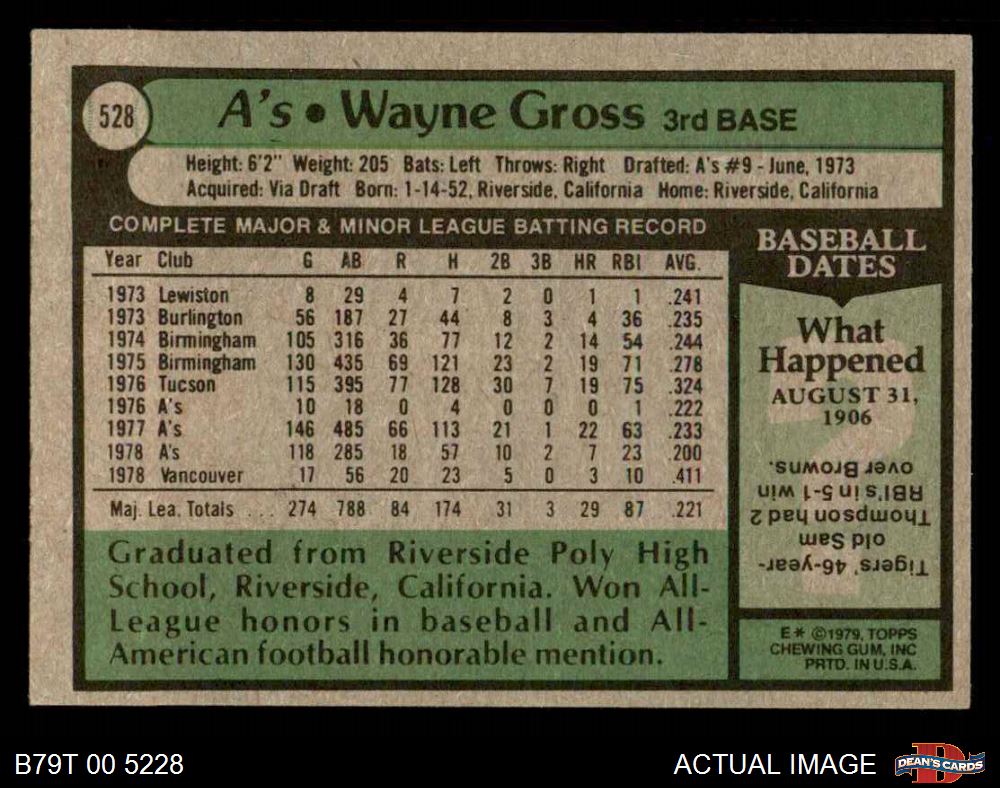 528
A's • Wayne Gross 3rd BASE
Height: 6'2" Weight: 205 Bats: Left Throws: Right Drafted: A's #9 - June, 1973
Acquired: Via Draft Born: 1-14-52, Riverside, California Home: Riverside, California
COMPLETE MAJOR & MINOR LEAGUE BATTING RECORD
Year Club G AB R H 2B 3B HR RBI AVG.
1973 Lewiston 8 29 4 7 2 0 1 1 .241
1973 Burlington 56 187 27 44 8 3 4 36 .235
1974 Birmingham 105 316 36 77 12 2 14 54 .244
1975 Birmingham 130 435 69 121 23 2 19 71 .278
1976 Tucson 115 395 77 128 30 7 19 75 .324
1976 A's 10 18 0 4 0 0 0 1 .222
1977 A's 146 485 66 113 21 1 22 63 .233
1978 A's 118 285 18 57 10 2 7 23 .200
1978 Vancouver 17 56 20 23 5 0 3 10 .411
Maj. Lea. Totals ... 274 788 84 174 31 3 29 87 .221
Graduated from Riverside Poly High
School, Riverside, California. Won All-
League honors in baseball and All-
American football honorable mention.
BASEBALL
DATES
What
Happened
AUGUST 31,
1906
Tigers' 46-year-
old Sam
Thompson had 2
RBI's in 5-1 win
over Browns.
E* ©1979, TOPPS
CHEWING GUM, INC
PRTD. IN U.S.A.
B79T 00 5228
ACTUAL IMAGE
DEAN'S CARDS